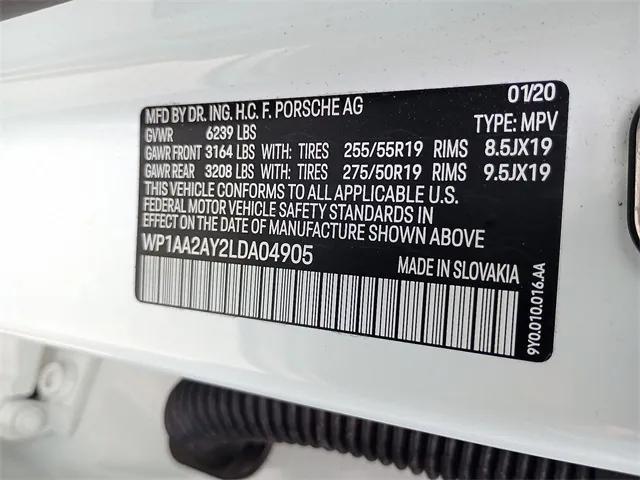 MFD BY DR. ING. H.C. F. PORSCHE AG 01/20
GVWR 6239 LBS TYPE: MPV
GAWR FRONT 3164 LBS WITH: TIRES 255/55R19 RIMS 8.5JX19
GAWR REAR 3208 LBS WITH: TIRES 275/50R19 RIMS 9.5JX19
THIS VEHICLE CONFORMS TO ALL APPLICABLE U.S.
FEDERAL MOTOR VEHICLE SAFETY STANDARDS IN
EFFECT ON THE DATE OF MANUFACTURE SHOWN ABOVE
WP1AA2AY2LDA04905
MADE IN SLOVAKIA
9Y0.010.016.AA